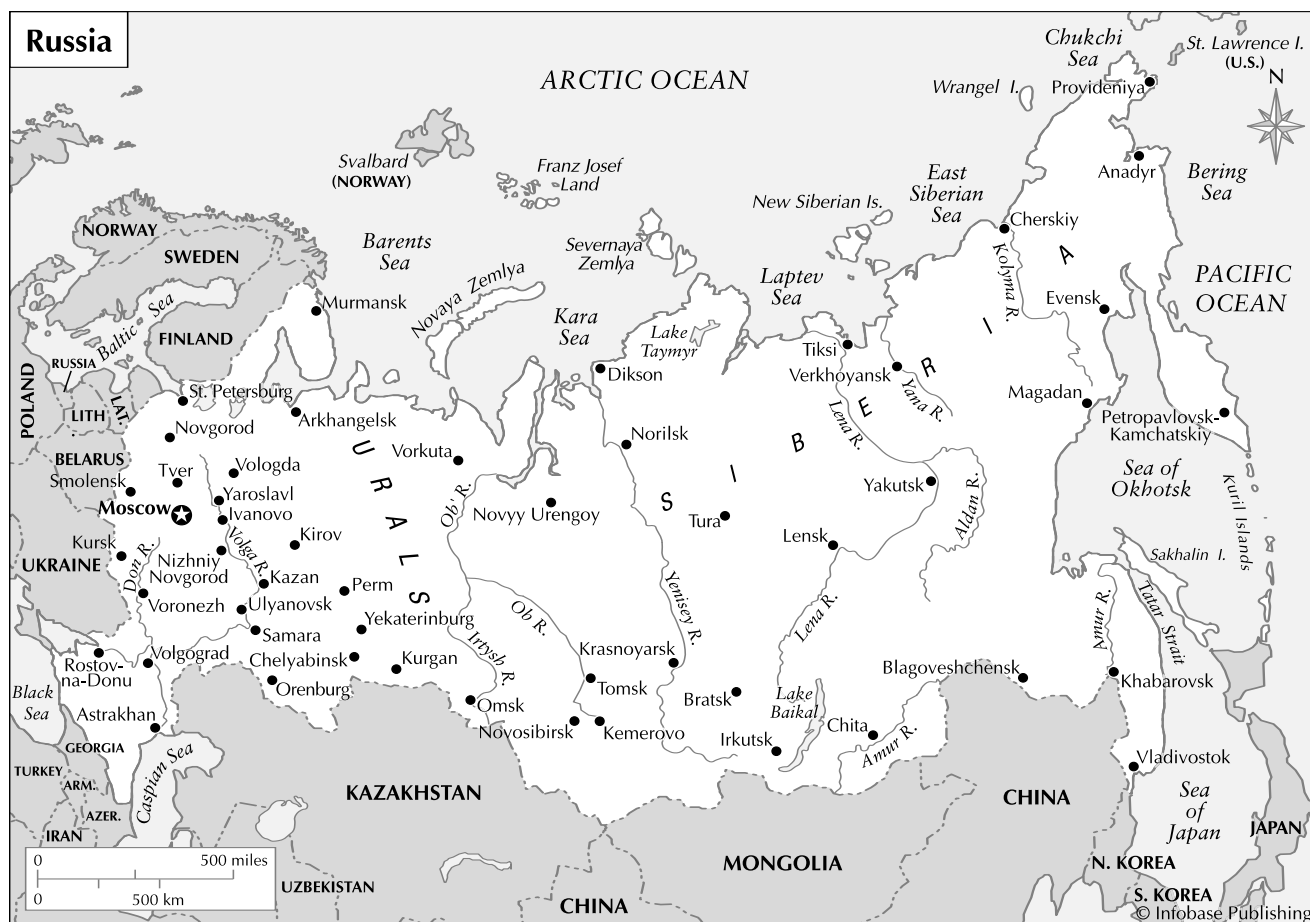 Russia
Chukchi
Sea
St. Lawrence I.
(U.S.)
ARCTIC OCEAN
Wrangel I.
Provideniya
N
Svalbard
(NORWAY)
Franz Josef
Land
Anadyr
Bering
Sea
East
Siberian
Sea
New Siberian Is.
Cherskiy
NORWAY
SWEDEN
Barents
Sea
Severnaya
Zemlya
Laptev
Sea
Kolyma R.
PACIFIC
OCEAN
Novaya Zemlya
Murmansk
Evensk
Baltic Sea
Kara
Sea
Lake
Taymyr
FINLAND
RUSSIA
Tiksi
Verkhoyansk
Yana R.
Dikson
POLAND
LITH.
LAT.
St. Petersburg
Arkhangelsk
Magadan
Petropavlovsk-
Kamchatskiy
Novgorod
Norilsk
Lena R.
BELARUS
Smolensk
Tver
Vologda
Vorkuta
URALS
SIBERIA
Sea of
Okhotsk
Yaroslavl
Moscow
Ivanovo
Ob' R.
Novyy Urengoy
Tura
Yakutsk
Aldan R.
Kuril Islands
Kursk
Don R.
Volga R.
Kirov
Lensk
Sakhalin I.
UKRAINE
Nizhniy
Novgorod
Kazan
Perm
Voronezh
Ulyanovsk
Yekaterinburg
Ob R.
Yenisey R.
Lena R.
Amur R.
Tatar Strait
Samara
Irtysh R.
Rostov-
na-Donu
Volgograd
Chelyabinsk
Kurgan
Krasnoyarsk
Blagoveshchensk
Khabarovsk
Orenburg
Tomsk
Bratsk
Lake
Baikal
Black
Sea
Astrakhan
Omsk
Novosibirsk
Kemerovo
Irkutsk
Chita
Amur R.
GEORGIA
Caspian Sea
Vladivostok
TURKEY
ARM.
AZER.
IRAN
KAZAKHSTAN
CHINA
Sea
of
Japan
JAPAN
0 500 miles
0 500 km
UZBEKISTAN
MONGOLIA
N. KOREA
CHINA
S. KOREA
© Infobase Publishing